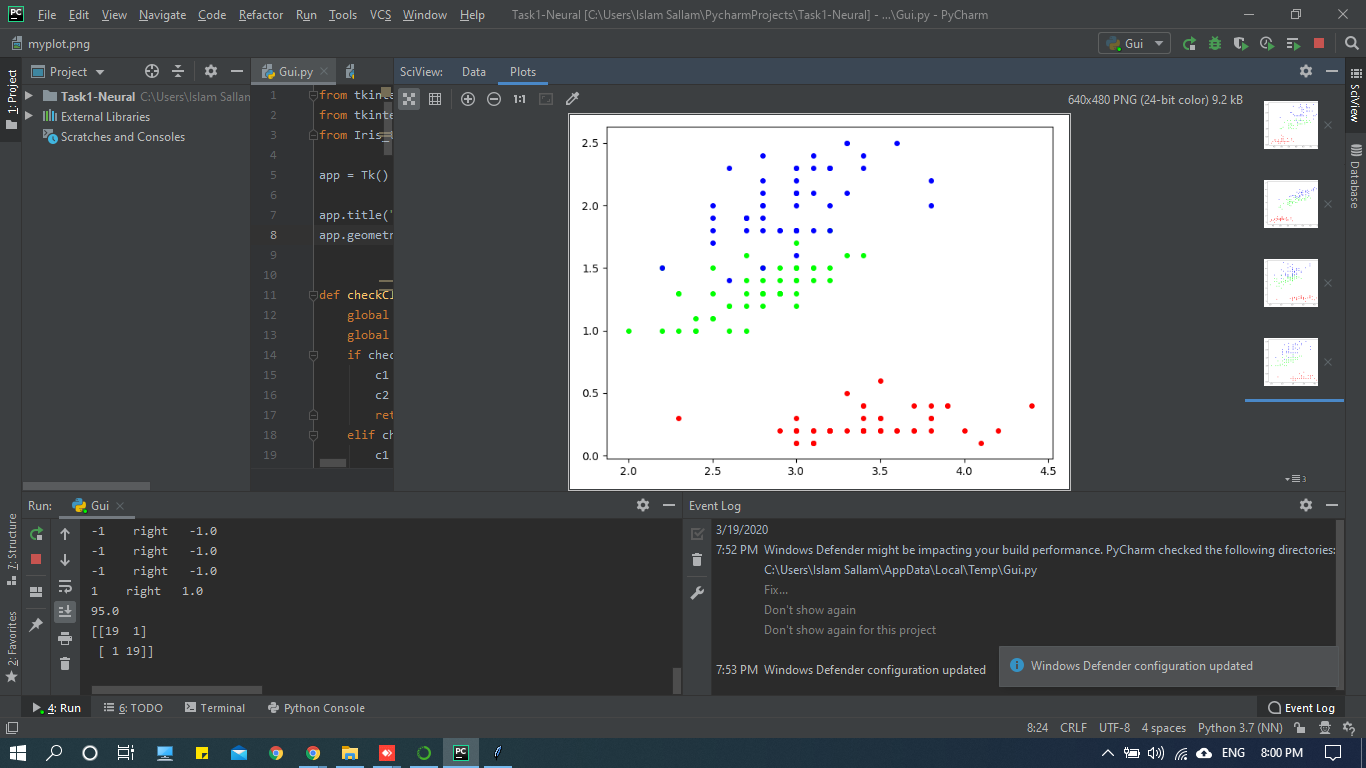 File Edit View Navigate Code Refactor Run Tools VCS Window Help Task1-Neural [C:\Users\Islam Sallam\PycharmProjects\Task1-Neural] - ...\Gui.py - PyCharm
myplot.png
Gui
1: Project
Project
Task1-Neural C:\Users\Islam Sallam
External Libraries
Scratches and Consoles
Gui.py
1 from tkinte
2 from tkinte
3 from Iris_
4
5 app = Tk()
6
7 app.title('
8 app.geometr
9
10
11 def checkCl
12 global
13 global
14 if chec
15 c1
16 c2
17 ret
18 elif ch
19 c1
SciView: Data Plots
1:1
640x480 PNG (24-bit color) 9.2 kB
2.5
2.0
1.5
1.0
0.5
0.0
2.0 2.5 3.0 3.5 4.0 4.5
3
SciView
Database
Run: Gui
-1 right -1.0
-1 right -1.0
-1 right -1.0
1 right 1.0
95.0
[[19 1]
[ 1 19]]
7: Structure
2: Favorites
Event Log
3/19/2020
7:52 PM Windows Defender might be impacting your build performance. PyCharm checked the following directories:
C:\Users\Islam Sallam\AppData\Local\Temp\Gui.py
Fix...
Don't show again
Don't show again for this project
7:53 PM Windows Defender configuration updated
Windows Defender configuration updated
4: Run 6: TODO Terminal Python Console Event Log
8:24 CRLF UTF-8 4 spaces Python 3.7 (NN)
PC
ENG 8:00 PM